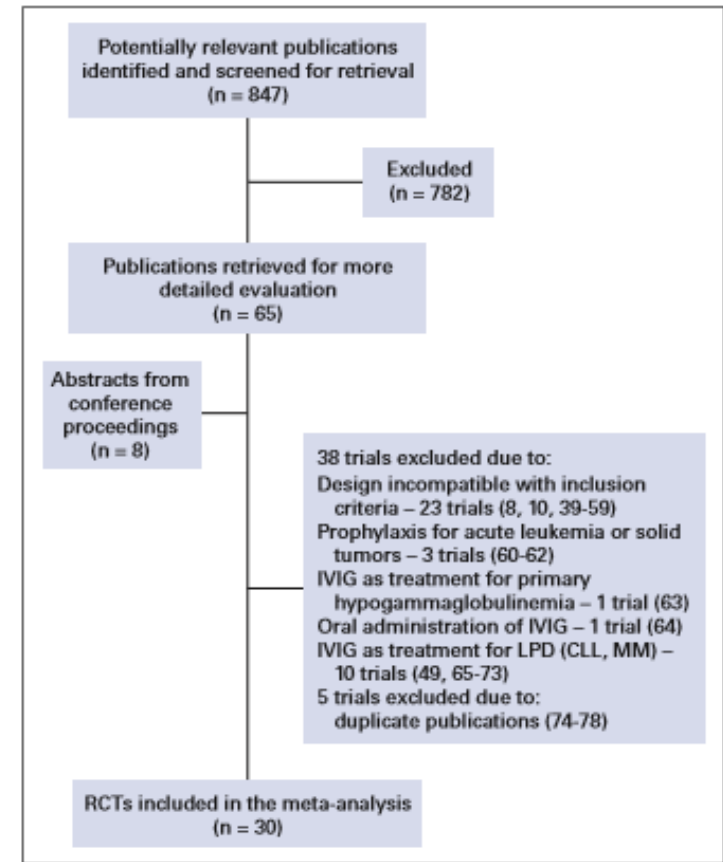 Potentially relevant publications
identified and screened for retrieval
(n = 847)
Excluded
(n = 782)
Publications retrieved for more
detailed evaluation
(n = 65)
Abstracts from
conference
proceedings
(n = 8)
38 trials excluded due to:
Design incompatible with inclusion
criteria – 23 trials (8, 10, 39-59)
Prophylaxis for acute leukemia or solid
tumors – 3 trials (60-62)
IVIG as treatment for primary
hypogammaglobulinemia – 1 trial (63)
Oral administration of IVIG – 1 trial (64)
IVIG as treatment for LPD (CLL, MM) –
10 trials (49, 65-73)
5 trials excluded due to:
duplicate publications (74-78)
RCTs included in the meta-analysis
(n = 30)